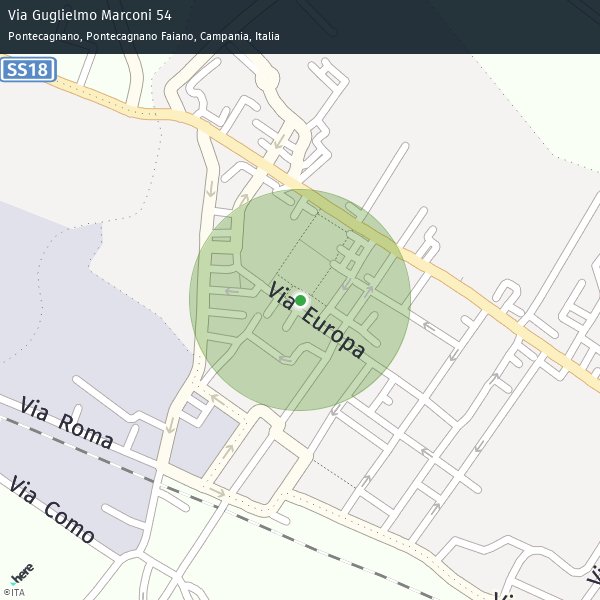 Via Guglielmo Marconi 54
Pontecagnano, Pontecagnano Faiano, Campania, Italia
SS18
Via Europa
Via Roma
Via Como
here
©ITA